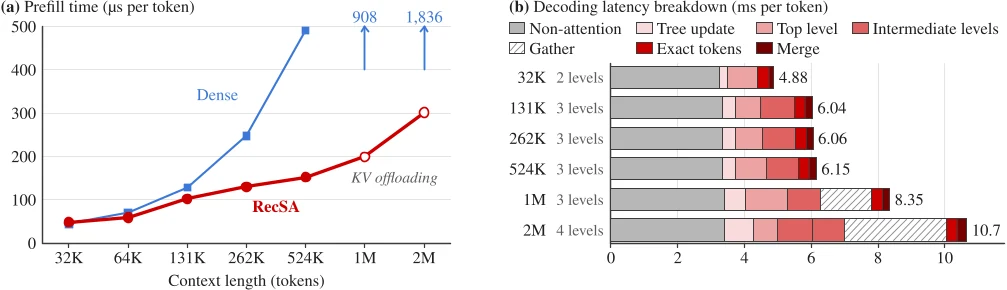 (a) Prefill time (μs per token)
500
400
300
200
100
0
908
1,836
Dense
KV offloading
RecSA
32K
64K
131K
262K
524K
1M
2M
Context length (tokens)
(b) Decoding latency breakdown (ms per token)
Non-attention
Tree update
Top level
Intermediate levels
Gather
Exact tokens
Merge
32K 2 levels
4.88
131K 3 levels
6.04
262K 3 levels
6.06
524K 3 levels
6.15
1M 3 levels
8.35
2M 4 levels
10.7
0
2
4
6
8
10